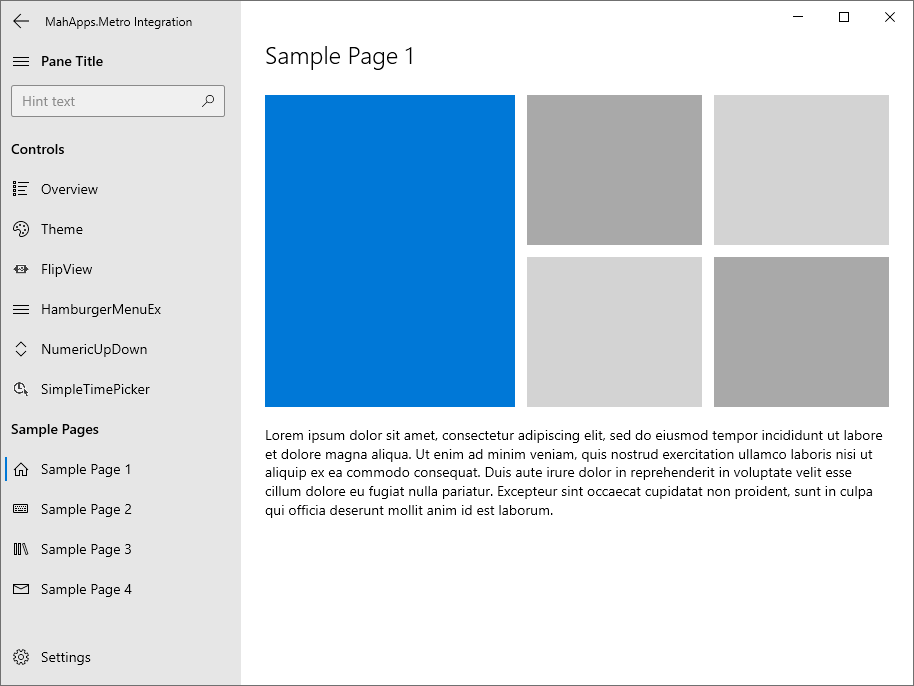 MahApps.Metro Integration
Pane Title
Hint text
Controls
Overview
Theme
FlipView
HamburgerMenuEx
NumericUpDown
SimpleTimePicker
Sample Pages
Sample Page 1
Sample Page 2
Sample Page 3
Sample Page 4
Settings
Sample Page 1
Lorem ipsum dolor sit amet, consectetur adipiscing elit, sed do eiusmod tempor incididunt ut labore
et dolore magna aliqua. Ut enim ad minim veniam, quis nostrud exercitation ullamco laboris nisi ut
aliquip ex ea commodo consequat. Duis aute irure dolor in reprehenderit in voluptate velit esse
cillum dolore eu fugiat nulla pariatur. Excepteur sint occaecat cupidatat non proident, sunt in culpa
qui officia deserunt mollit anim id est laborum.